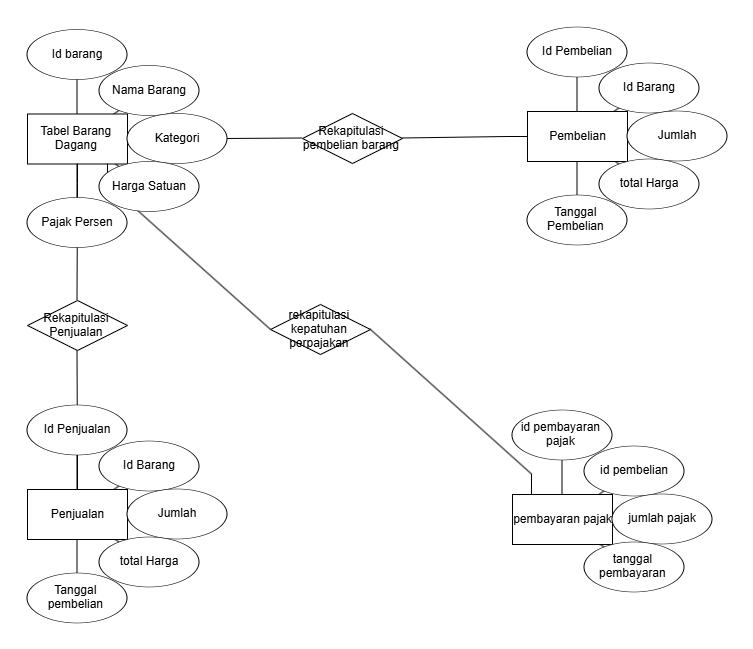 Id barang
Nama Barang
Tabel Barang
Dagang
Kategori
Harga Satuan
Pajak Persen
Rekapitulasi
pembelian barang
Id Pembelian
Id Barang
Pembelian
Jumlah
total Harga
Tanggal
Pembelian
Rekapitulasi
Penjualan
rekapitulasi
kepatuhan
perpajakan
Id Penjualan
Id Barang
Penjualan
Jumlah
total Harga
Tanggal
pembelian
id pembayaran
pajak
id pembelian
pembayaran pajak
jumlah pajak
tanggal
pembayaran